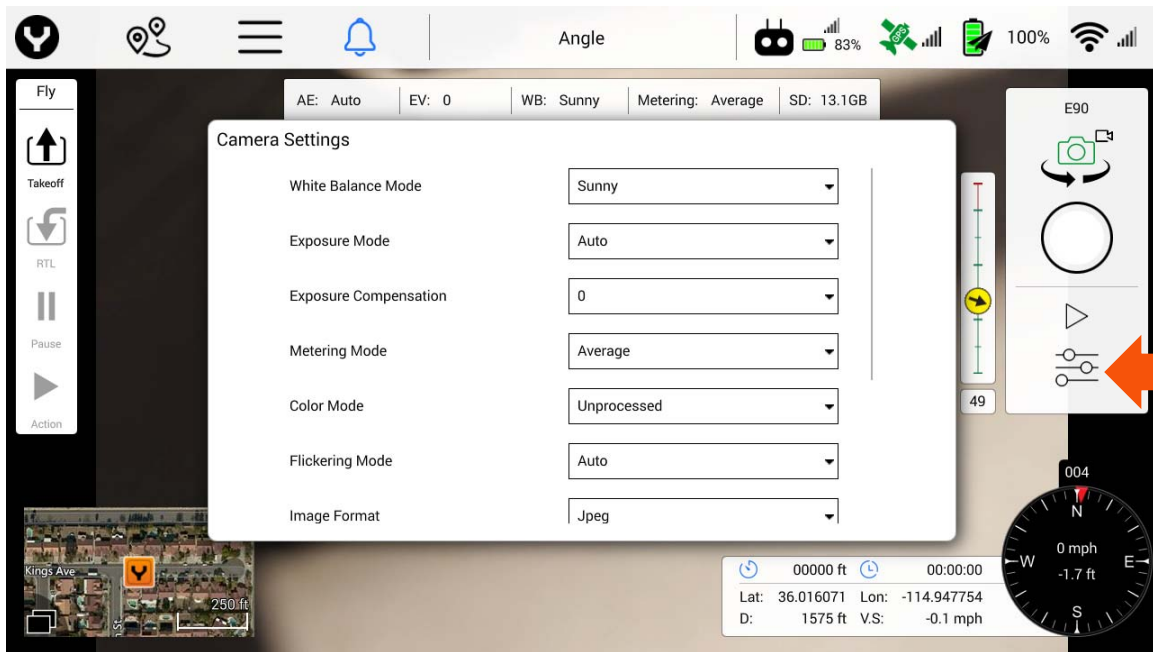 Angle
83%
GPS
100%
Fly
Takeoff
RTL
Pause
Action
AE: Auto EV: 0 WB: Sunny Metering: Average SD: 13.1GB
Camera Settings
White Balance Mode Sunny
Exposure Mode Auto
Exposure Compensation 0
Metering Mode Average
Color Mode Unprocessed
Flickering Mode Auto
Image Format Jpeg
E90
49
Kings Ave
250 ft
00000 ft 00:00:00
Lat: 36.016071 Lon: -114.947754
D: 1575 ft V.S: -0.1 mph
004
N
W 0 mph E
-1.7 ft
S